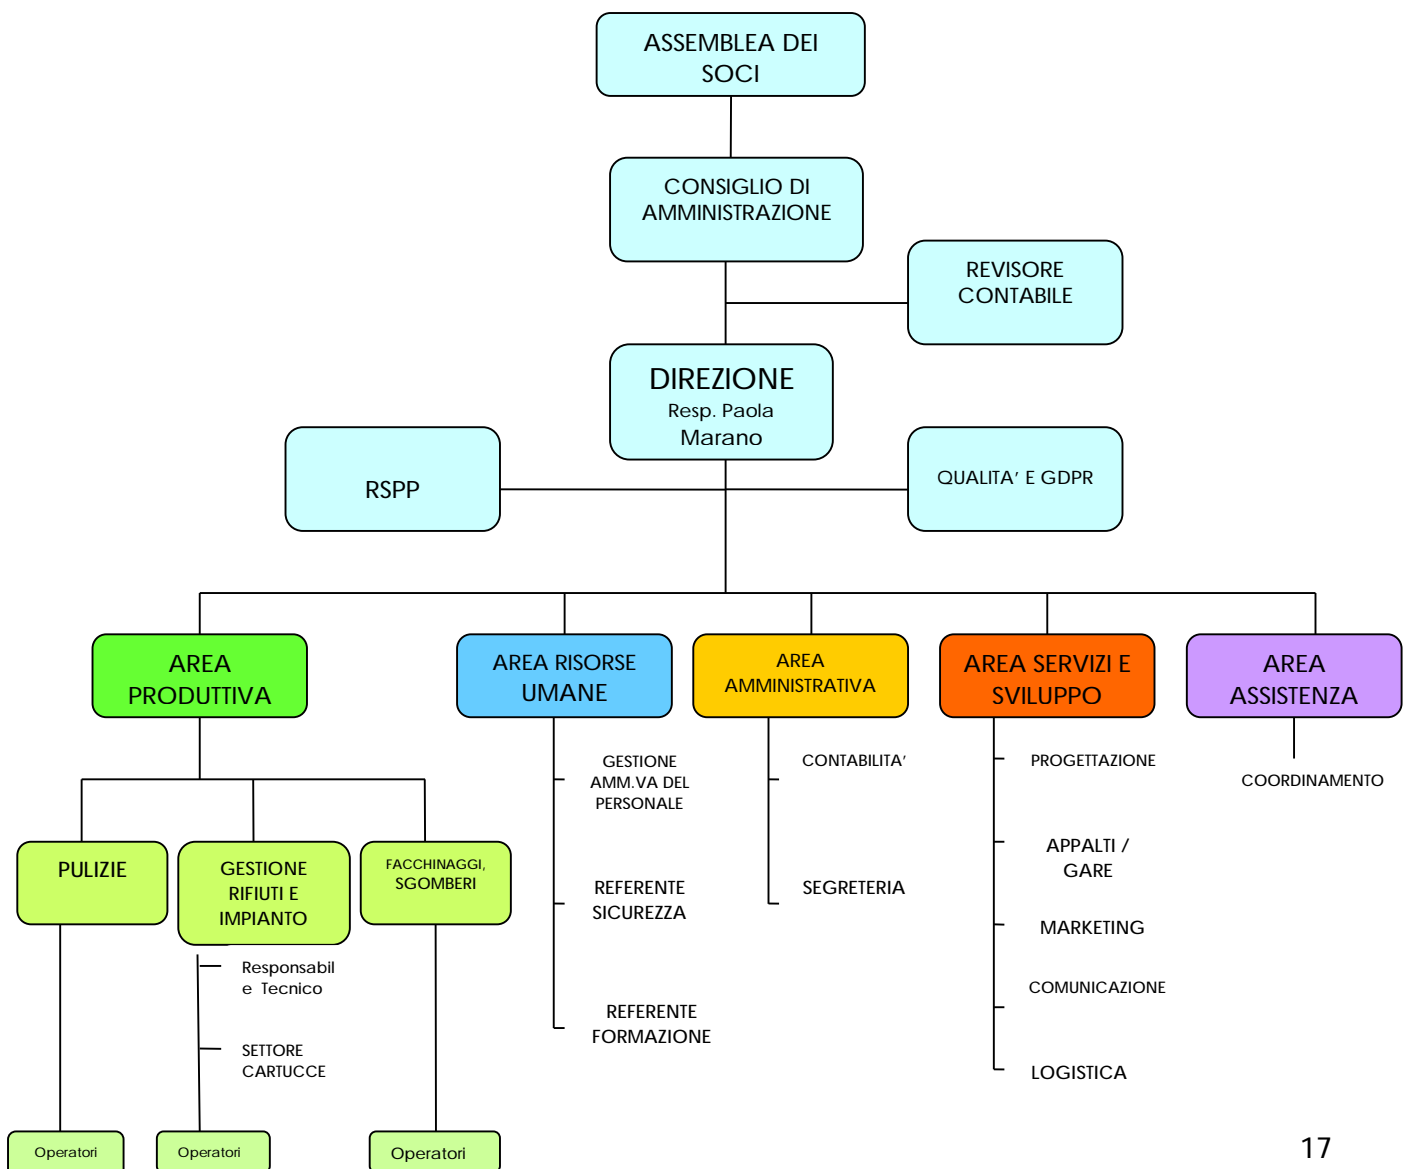 ASSEMBLEA DEI
SOCI
CONSIGLIO DI
AMMINISTRAZIONE
REVISORE
CONTABILE
DIREZIONE
Resp. Paola
Marano
RSPP
QUALITA' E GDPR
AREA
PRODUTTIVA
AREA RISORSE
UMANE
AREA
AMMINISTRATIVA
AREA SERVIZI E
SVILUPPO
AREA
ASSISTENZA
PULIZIE
GESTIONE
RIFIUTI E
IMPIANTO
FACCHINAGGI,
SGOMBERI
Responsabil
e Tecnico
SETTORE
CARTUCCE
Operatori
Operatori
Operatori
GESTIONE
AMM.VA DEL
PERSONALE
REFERENTE
SICUREZZA
REFERENTE
FORMAZIONE
CONTABILITA'
SEGRETERIA
PROGETTAZIONE
APPALTI /
GARE
MARKETING
COMUNICAZIONE
LOGISTICA
COORDINAMENTO
17